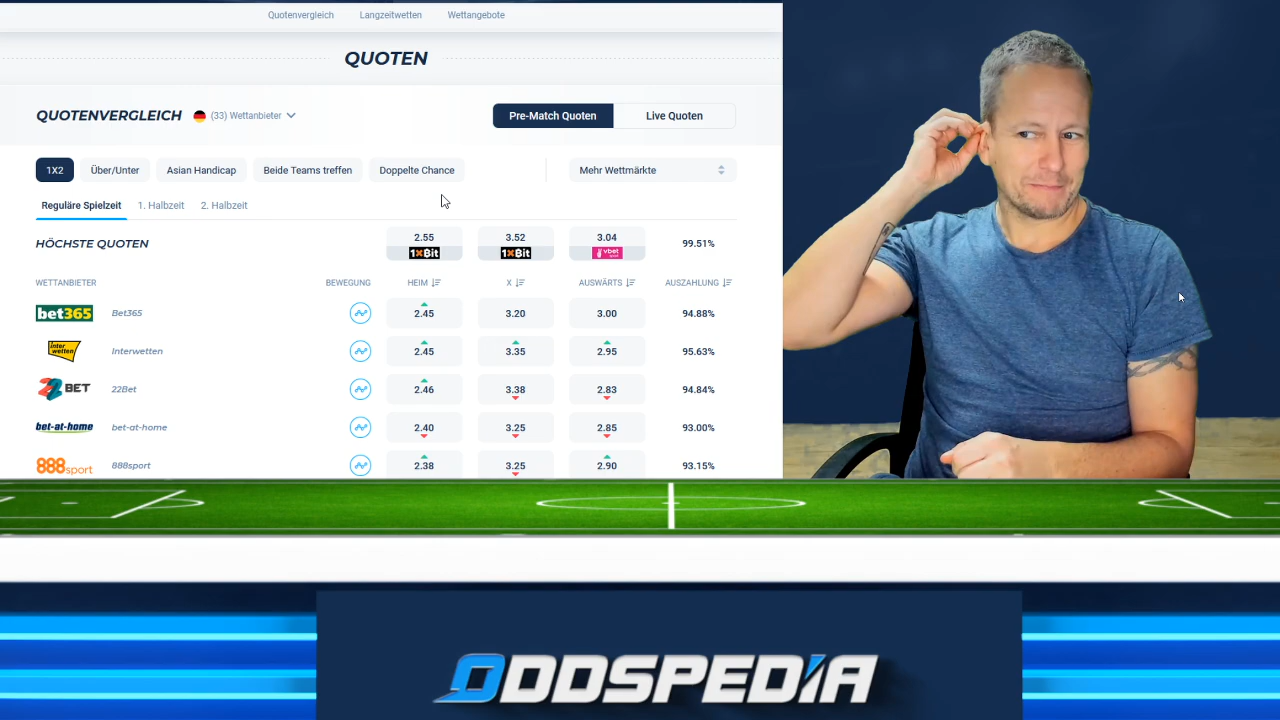 Quotenvergleich Langzeitwetten Wettangebote
QUOTEN
QUOTENVERGLEICH (33) Wettanbieter Pre-Match Quoten Live Quoten
1X2 Über/Unter Asian Handicap Beide Teams treffen Doppelte Chance Mehr Wettmärkte
Reguläre Spielzeit 1. Halbzeit 2. Halbzeit
HÖCHSTE QUOTEN 2.55 3.52 3.04 99.51%
1XBit 1XBit vbet
WETTANBIETER BEWEGUNG HEIM X AUSWÄRTS AUSZAHLUNG
bet365 Bet365 2.45 3.20 3.00 94.88%
inter wetten Interwetten 2.45 3.35 2.95 95.63%
22BET 22Bet 2.46 3.38 2.83 94.84%
bet-at-home bet-at-home 2.40 3.25 2.85 93.00%
888sport 888sport 2.38 3.25 2.90 93.15%
ODDSPEDIA